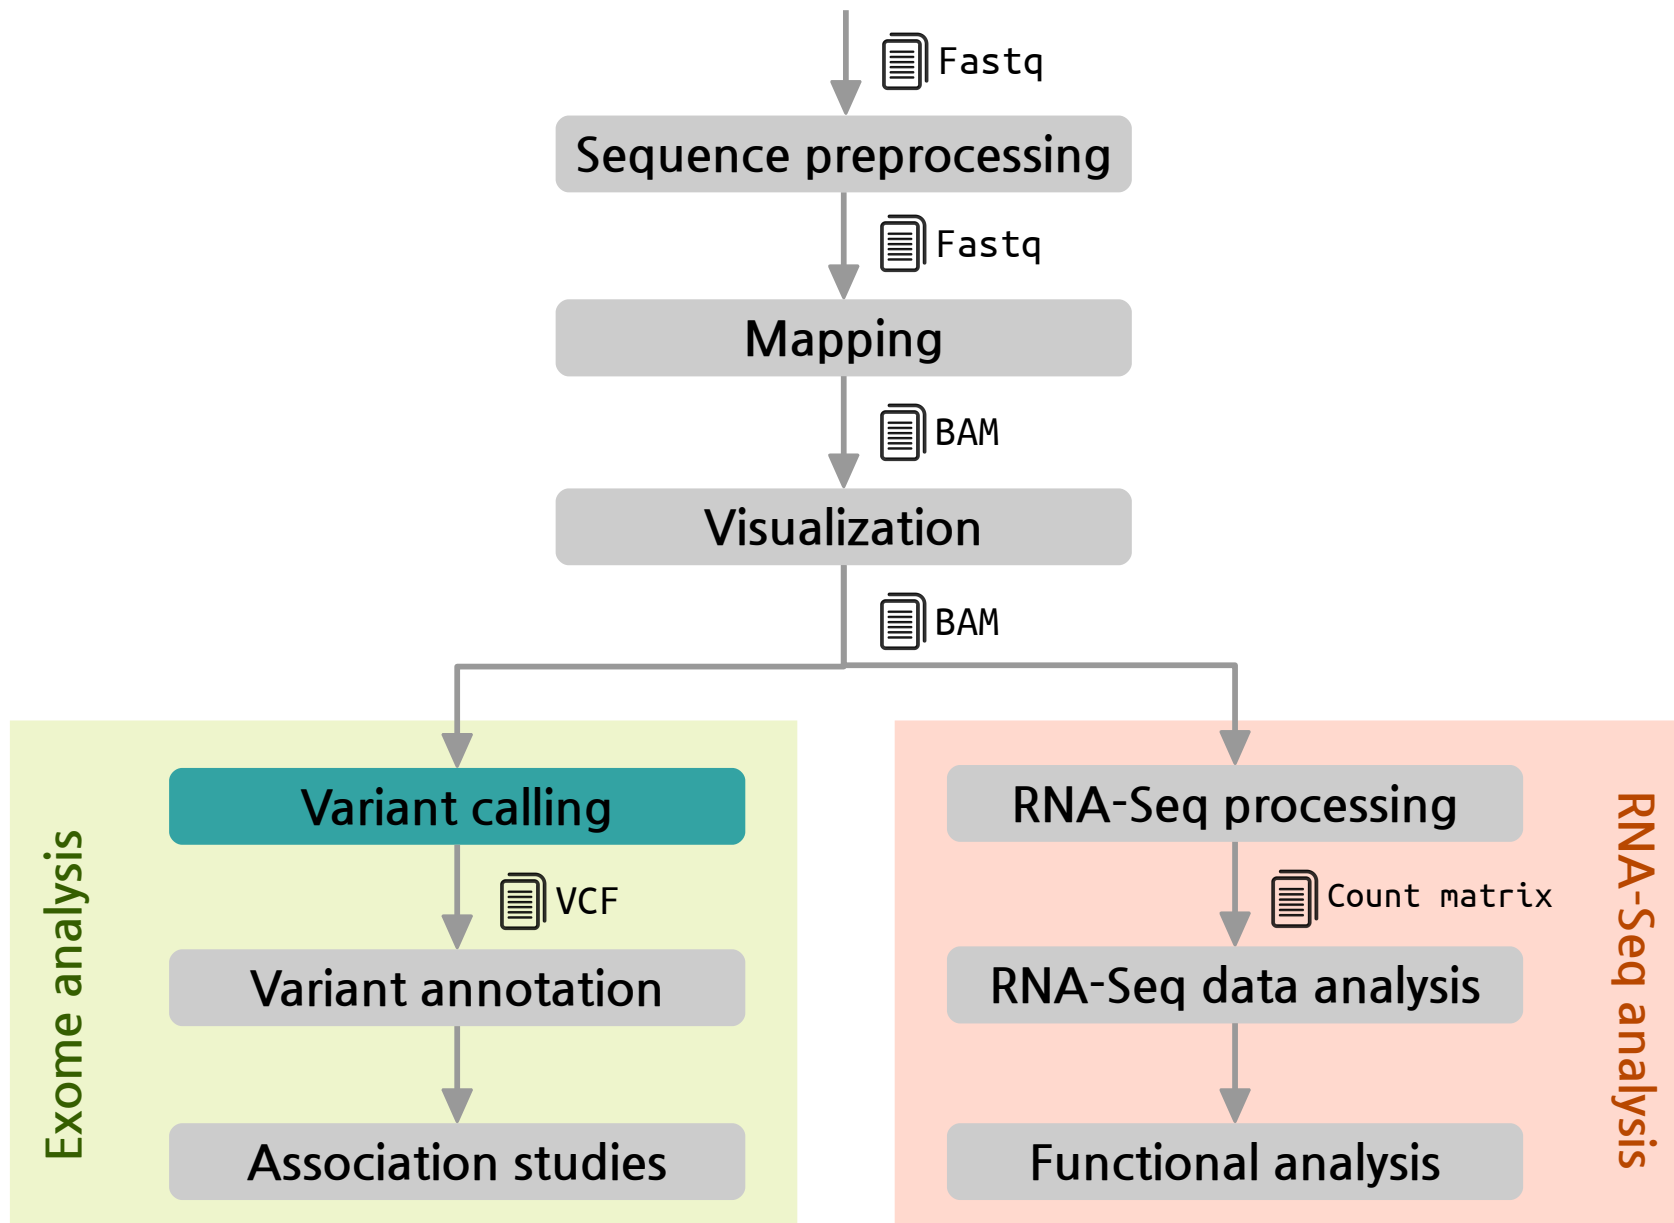 Fastq
Sequence preprocessing
Fastq
Mapping
BAM
Visualization
BAM
Exome analysis
Variant calling
VCF
Variant annotation
Association studies
RNA-Seq processing
Count matrix
RNA-Seq data analysis
Functional analysis
RNA-Seq analysis